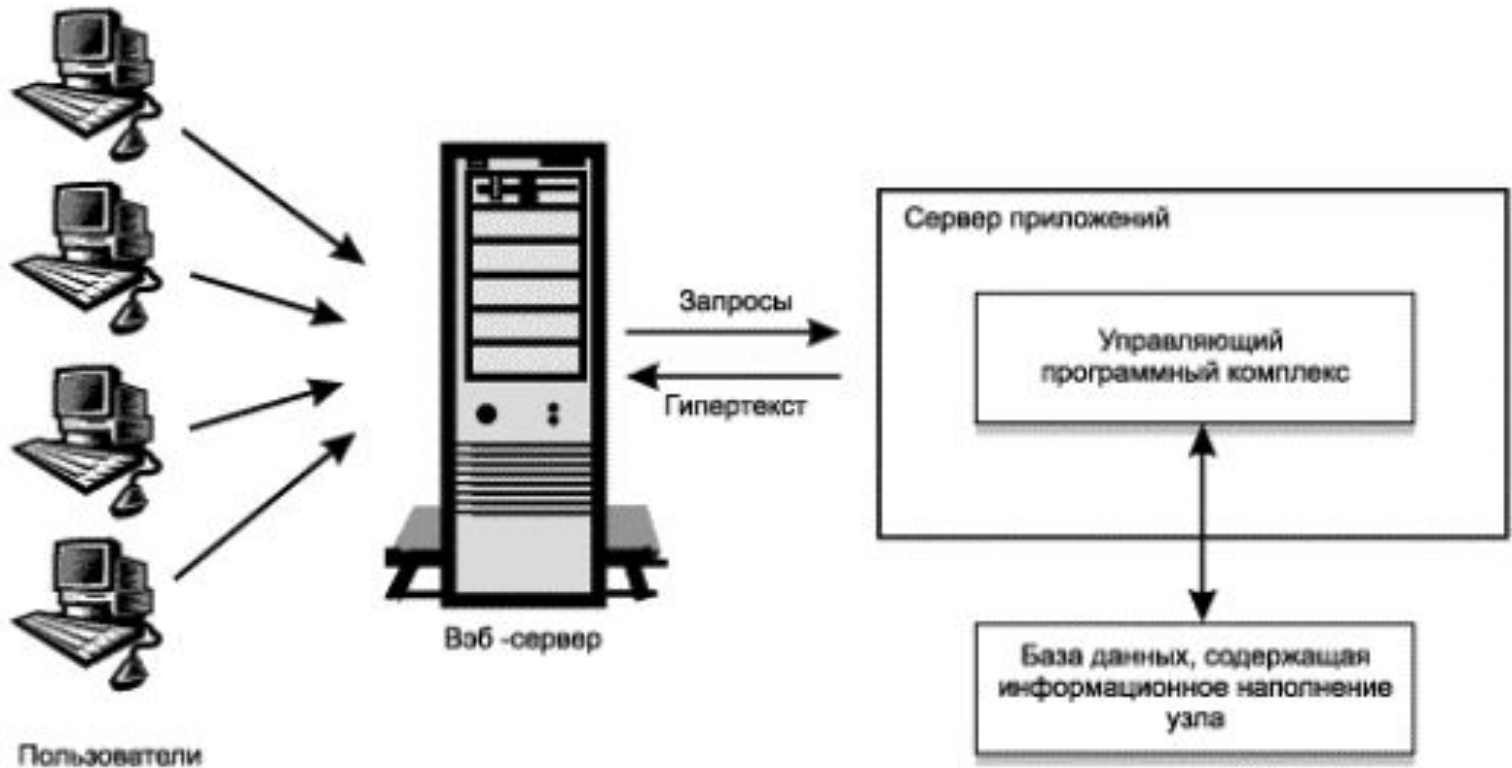 Сервер приложений
Запросы
Управляющий
программный комплекс
Гипертекст
Вэб -сервер
База данных, содержащая
информационное наполнение
узла
Пользователи